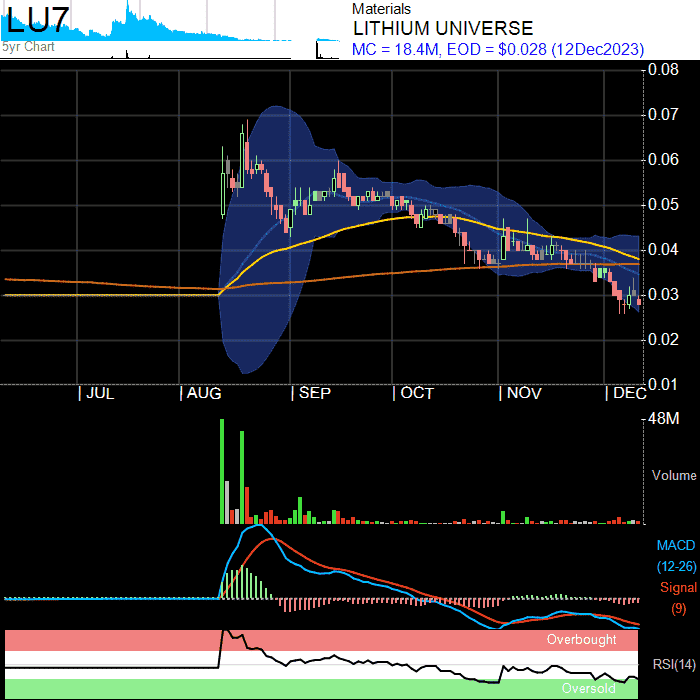 LU7
5yr Chart
Materials
LITHIUM UNIVERSE
MC = 18.4M, EOD = $0.028 (12Dec2023)
0.08
0.07
0.06
0.05
0.04
0.03
0.02
0.01
JUL AUG SEP OCT NOV DEC
48M
Volume
MACD
(12-26)
Signal
(9)
Overbought
RSI(14)
Oversold